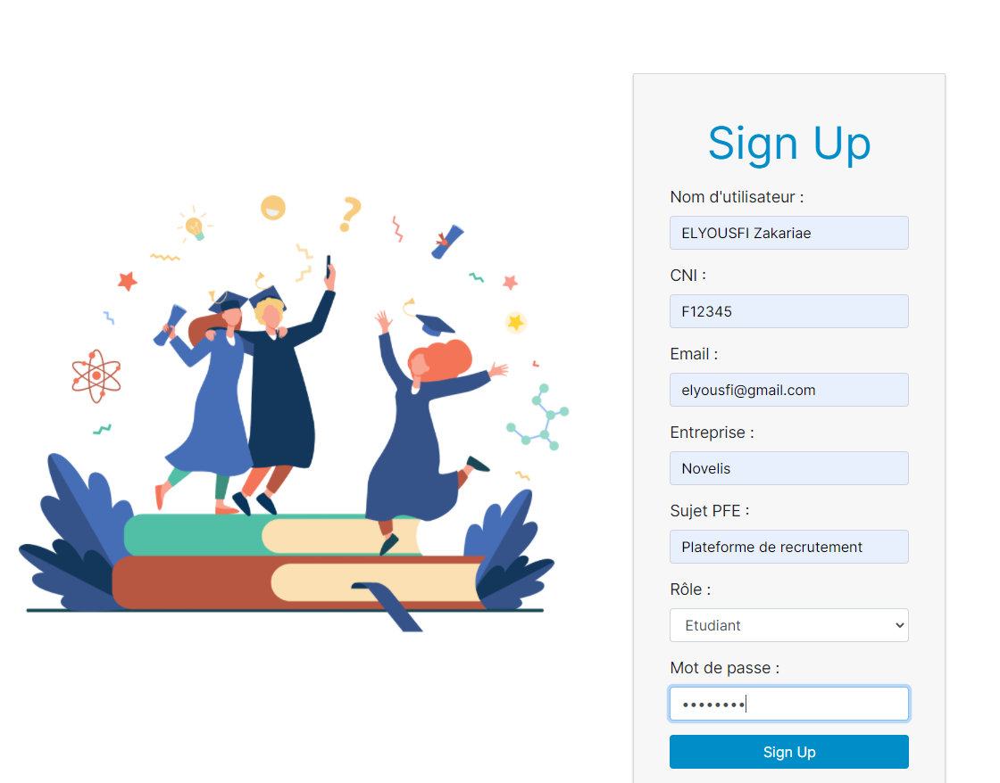 Sign Up
Nom d'utilisateur :
ELYOUSFI Zakariae
CNI :
F12345
Email :
elyousfi@gmail.com
Entreprise :
Novelis
Sujet PFE :
Plateforme de recrutement
Rôle :
Etudiant
Mot de passe :
••••••••
Sign Up